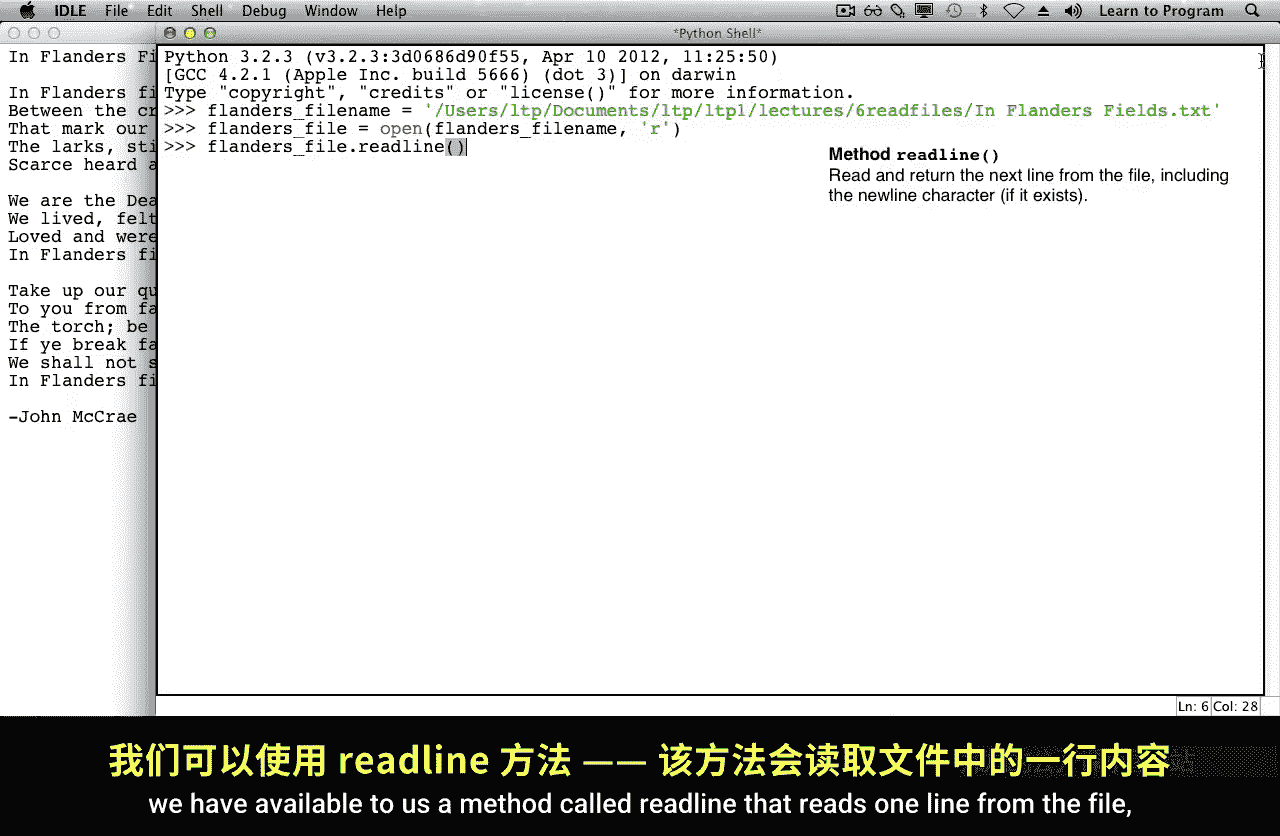 IDLE File Edit Shell Debug Window Help Learn to Program
*Python Shell*
In Flanders Fi
In Flanders fi
Between the cr
That mark our
The larks, sti
Scarce heard a
We are the Dea
We lived, felt
Loved and were
In Flanders fi
Take up our qu
To you from fa
The torch; be
If ye break fa
We shall not s
In Flanders fi
-John McCrae
Python 3.2.3 (v3.2.3:3d0686d90f55, Apr 10 2012, 11:25:50)
[GCC 4.2.1 (Apple Inc. build 5666) (dot 3)] on darwin
Type "copyright", "credits" or "license()" for more information.
>>> flanders_filename = '/Users/ltp/Documents/ltp/ltp1/lectures/6readfiles/In Flanders Fields.txt'
>>> flanders_file = open(flanders_filename, 'r')
>>> flanders_file.readline()
Method readline()
Read and return the next line from the file, including
the newline character (if it exists).
Ln: 6 Col: 28
我们可以使用 readline 方法 —— 该方法会读取文件中的一行内容
we have available to us a method called readline that reads one line from the file,